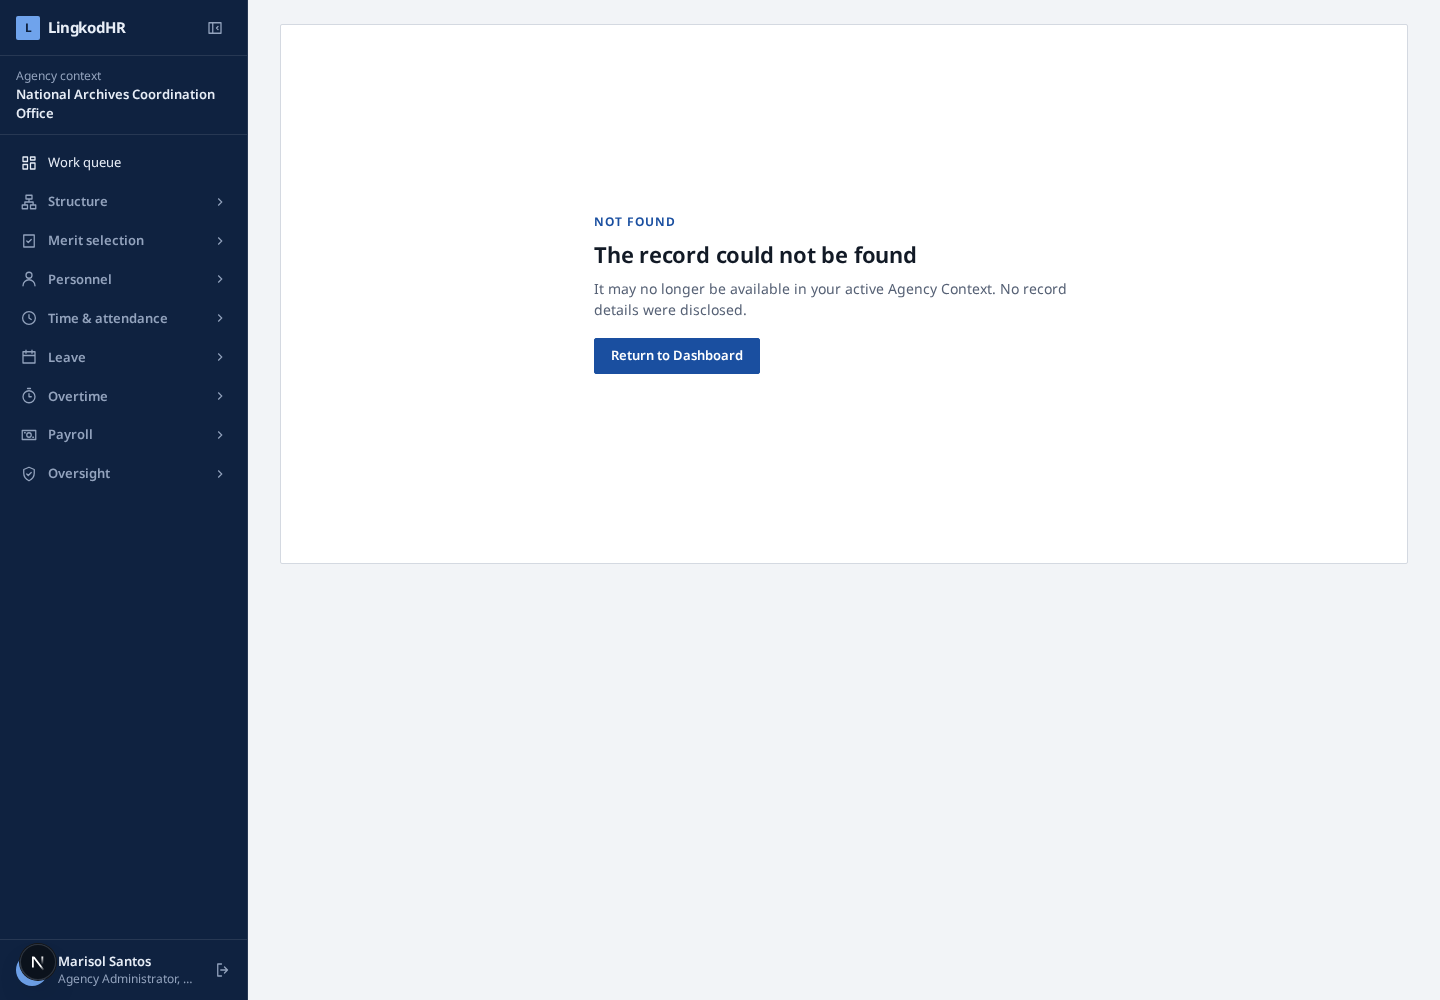 L LingkodHR
Agency context
National Archives Coordination
Office
Work queue
Structure
Merit selection
Personnel
Time & attendance
Leave
Overtime
Payroll
Oversight
N
Marisol Santos
Agency Administrator, ...
NOT FOUND
The record could not be found
It may no longer be available in your active Agency Context. No record
details were disclosed.
Return to Dashboard